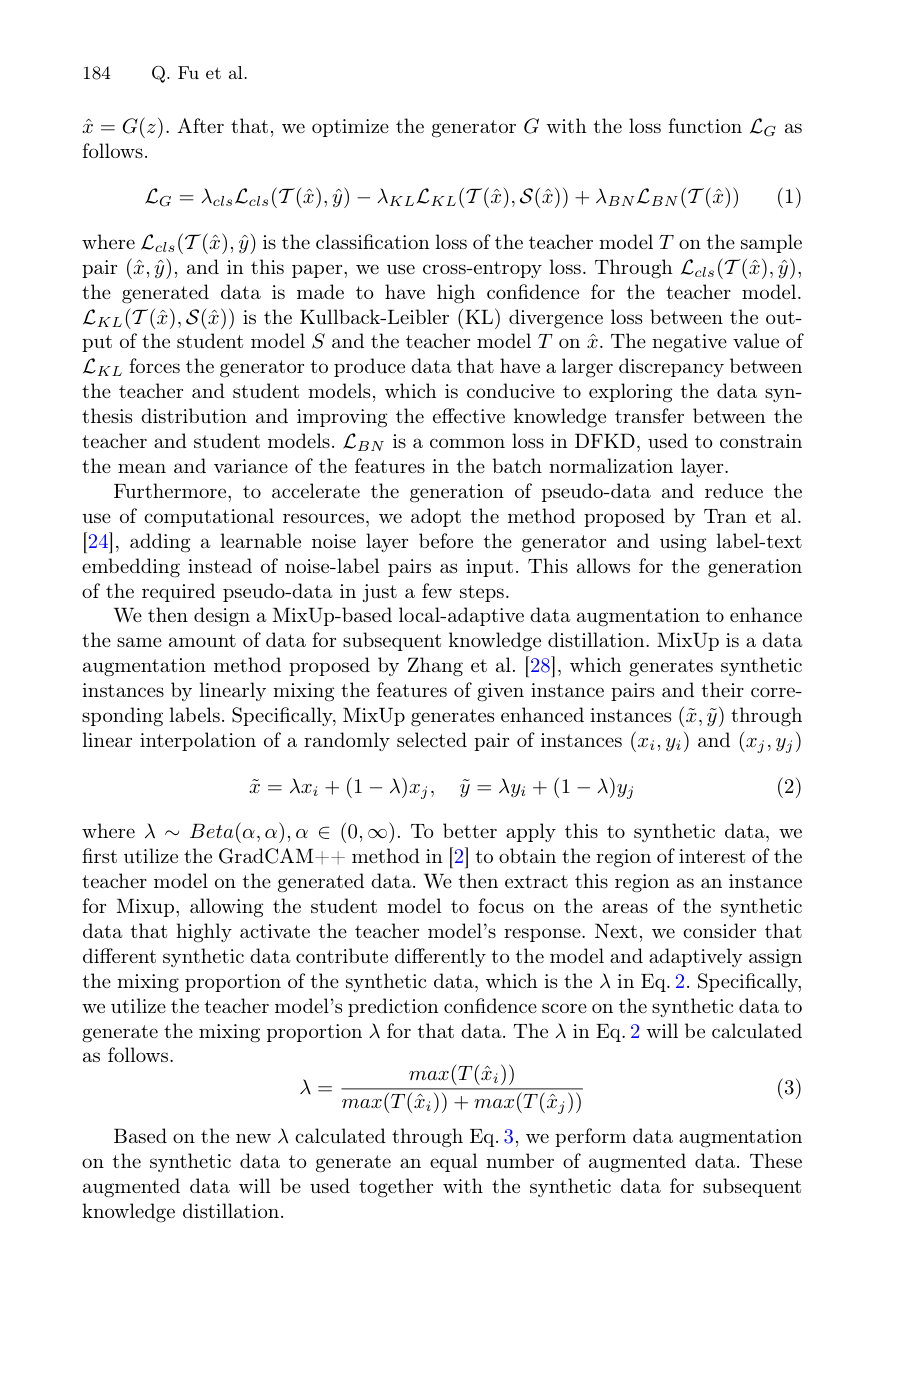 184 Q. Fu et al.
x̂ = G(z). After that, we optimize the generator G with the loss function ℒ_G as
follows.
ℒ_G = λ_cls ℒ_cls(𝒯(x̂), ŷ) − λ_KL ℒ_KL(𝒯(x̂), 𝒮(x̂)) + λ_BN ℒ_BN(𝒯(x̂)) (1)
where ℒ_cls(𝒯(x̂), ŷ) is the classification loss of the teacher model T on the sample
pair (x̂, ŷ), and in this paper, we use cross-entropy loss. Through ℒ_cls(𝒯(x̂), ŷ),
the generated data is made to have high confidence for the teacher model.
ℒ_KL(𝒯(x̂), 𝒮(x̂)) is the Kullback-Leibler (KL) divergence loss between the out-
put of the student model S and the teacher model T on x̂. The negative value of
ℒ_KL forces the generator to produce data that have a larger discrepancy between
the teacher and student models, which is conducive to exploring the data syn-
thesis distribution and improving the effective knowledge transfer between the
teacher and student models. ℒ_BN is a common loss in DFKD, used to constrain
the mean and variance of the features in the batch normalization layer.
Furthermore, to accelerate the generation of pseudo-data and reduce the
use of computational resources, we adopt the method proposed by Tran et al.
[24], adding a learnable noise layer before the generator and using label-text
embedding instead of noise-label pairs as input. This allows for the generation
of the required pseudo-data in just a few steps.
We then design a MixUp-based local-adaptive data augmentation to enhance
the same amount of data for subsequent knowledge distillation. MixUp is a data
augmentation method proposed by Zhang et al. [28], which generates synthetic
instances by linearly mixing the features of given instance pairs and their corre-
sponding labels. Specifically, MixUp generates enhanced instances (x̃, ỹ) through
linear interpolation of a randomly selected pair of instances (x_i, y_i) and (x_j, y_j)
x̃ = λx_i + (1 − λ)x_j, ỹ = λy_i + (1 − λ)y_j (2)
where λ ∼ Beta(α, α), α ∈ (0, ∞). To better apply this to synthetic data, we
first utilize the GradCAM++ method in [2] to obtain the region of interest of the
teacher model on the generated data. We then extract this region as an instance
for Mixup, allowing the student model to focus on the areas of the synthetic
data that highly activate the teacher model's response. Next, we consider that
different synthetic data contribute differently to the model and adaptively assign
the mixing proportion of the synthetic data, which is the λ in Eq. 2. Specifically,
we utilize the teacher model's prediction confidence score on the synthetic data to
generate the mixing proportion λ for that data. The λ in Eq. 2 will be calculated
as follows.
λ = max(T(x̂_i)) / (max(T(x̂_i)) + max(T(x̂_j))) (3)
Based on the new λ calculated through Eq. 3, we perform data augmentation
on the synthetic data to generate an equal number of augmented data. These
augmented data will be used together with the synthetic data for subsequent
knowledge distillation.